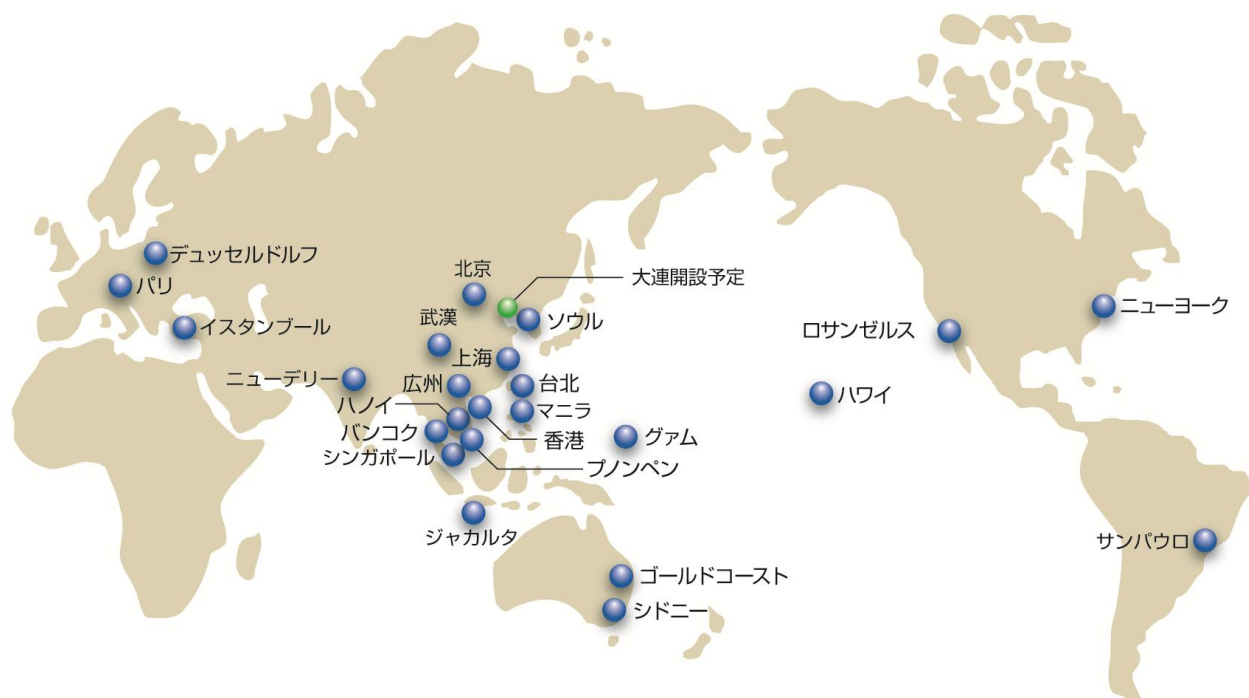 デュッセルドルフ
パリ
イスタンブール
北京
大連開設予定
武漢
ソウル
上海
ニューデリー
広州
台北
ハノイ
マニラ
バンコク
香港
シンガポール
プノンペン
グァム
ジャカルタ
ゴールドコースト
シドニー
ニューヨーク
ロサンゼルス
ハワイ
サンパウロ